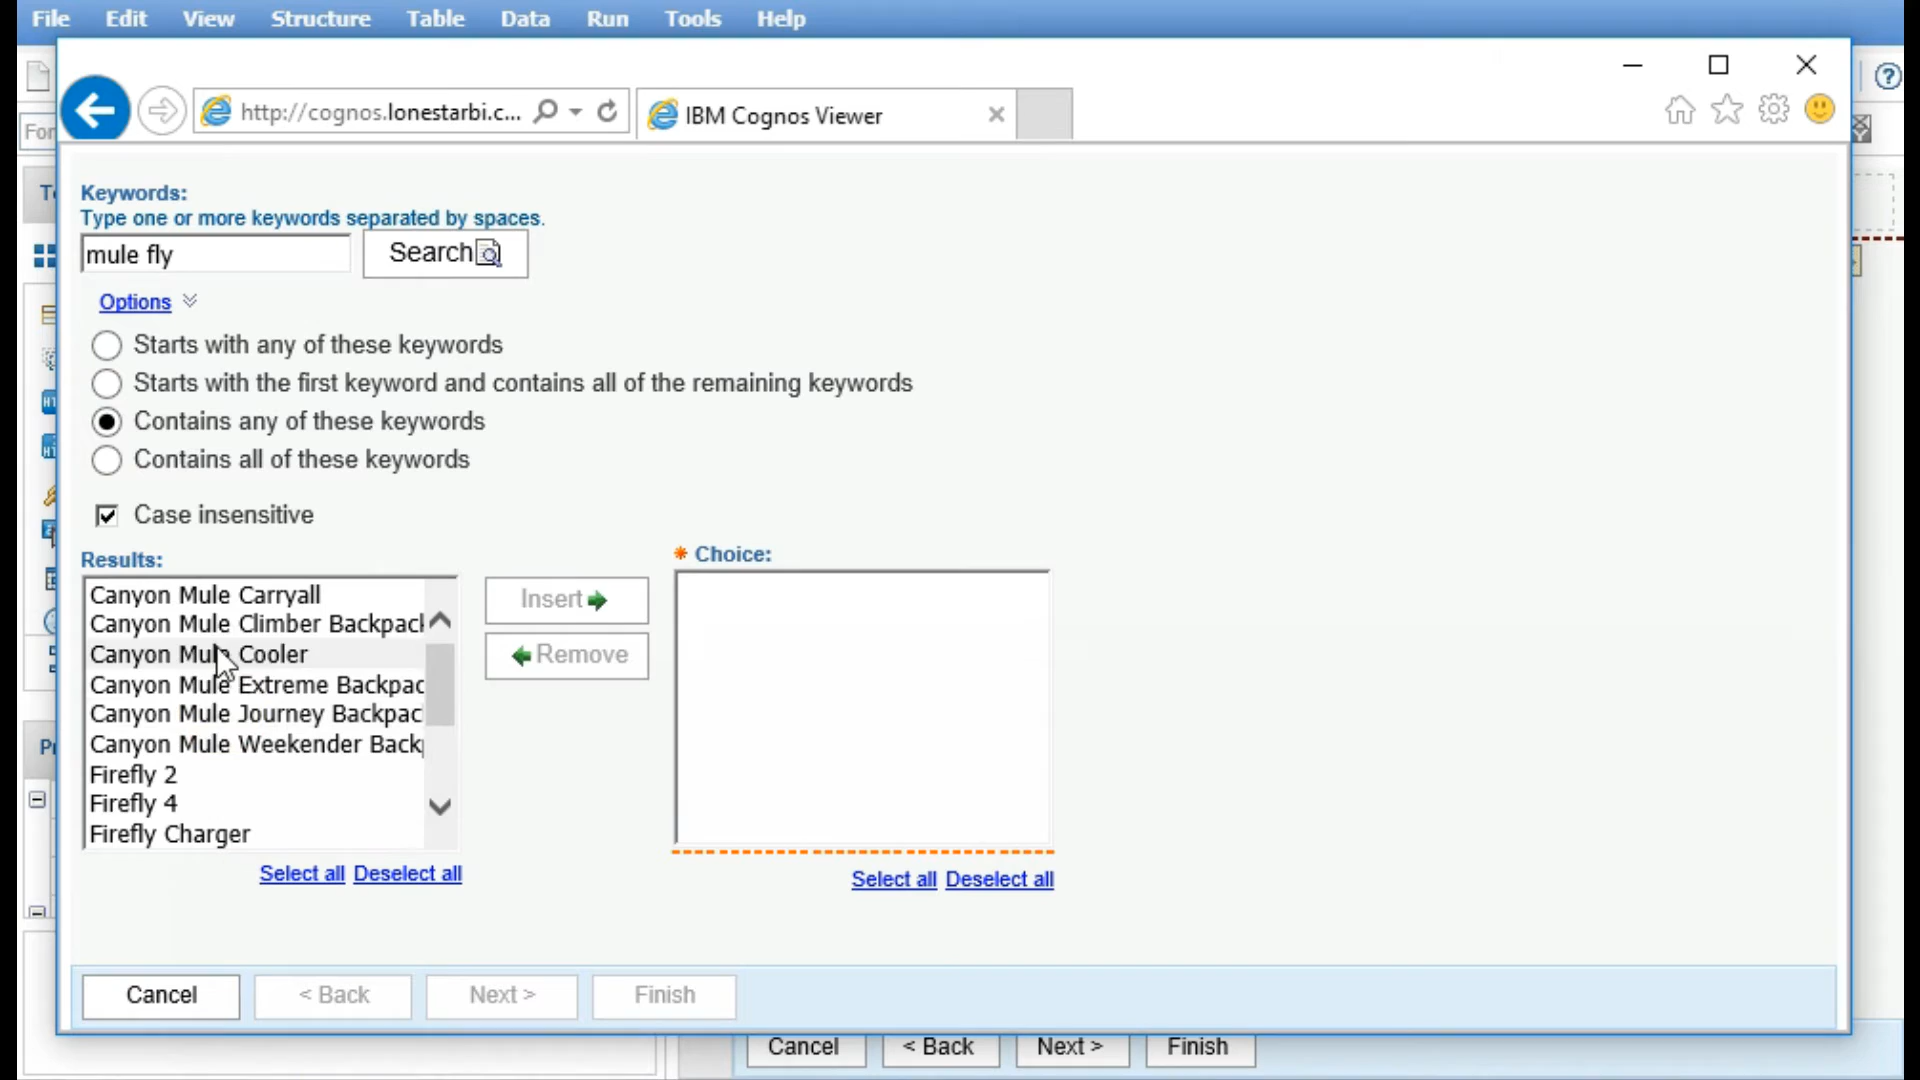 File Edit View Structure Table Data Run Tools Help
http://cognos.lonestarbi.c... IBM Cognos Viewer
Keywords:
Type one or more keywords separated by spaces.
mule fly Search
Options
Starts with any of these keywords
Starts with the first keyword and contains all of the remaining keywords
Contains any of these keywords
Contains all of these keywords
Case insensitive
Results:
Canyon Mule Carryall
Canyon Mule Climber Backpack
Canyon Mule Cooler
Canyon Mule Extreme Backpac
Canyon Mule Journey Backpac
Canyon Mule Weekender Back
Firefly 2
Firefly 4
Firefly Charger
Select all Deselect all
Insert
Remove
* Choice:
Select all Deselect all
Cancel < Back Next > Finish
Cancel < Back Next > Finish